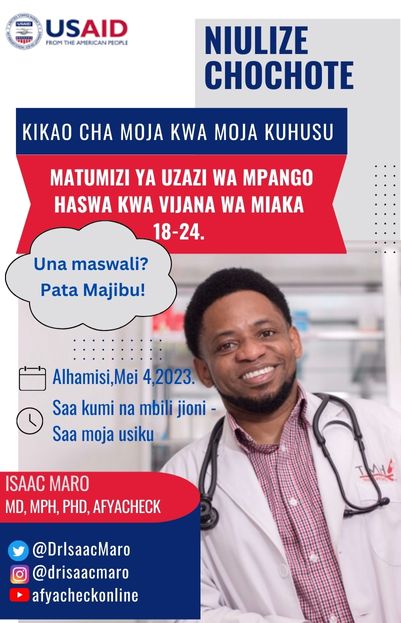 USAID
FROM THE AMERICAN PEOPLE
NIULIZE
CHOCHOTE
KIKAO CHA MOJA KWA MOJA KUHUSU
MATUMIZI YA UZAZI WA MPANGO
HASWA KWA VIJANA WA MIAKA
18-24.
Una maswali?
Pata Majibu!
Alhamisi,Mei 4,2023.
Saa kumi na mbili jioni -
Saa moja usiku
ISAAC MARO
MD, MPH, PHD, AFYACHECK
@DrIsaacMaro
@drisaacmaro
afyacheckonline